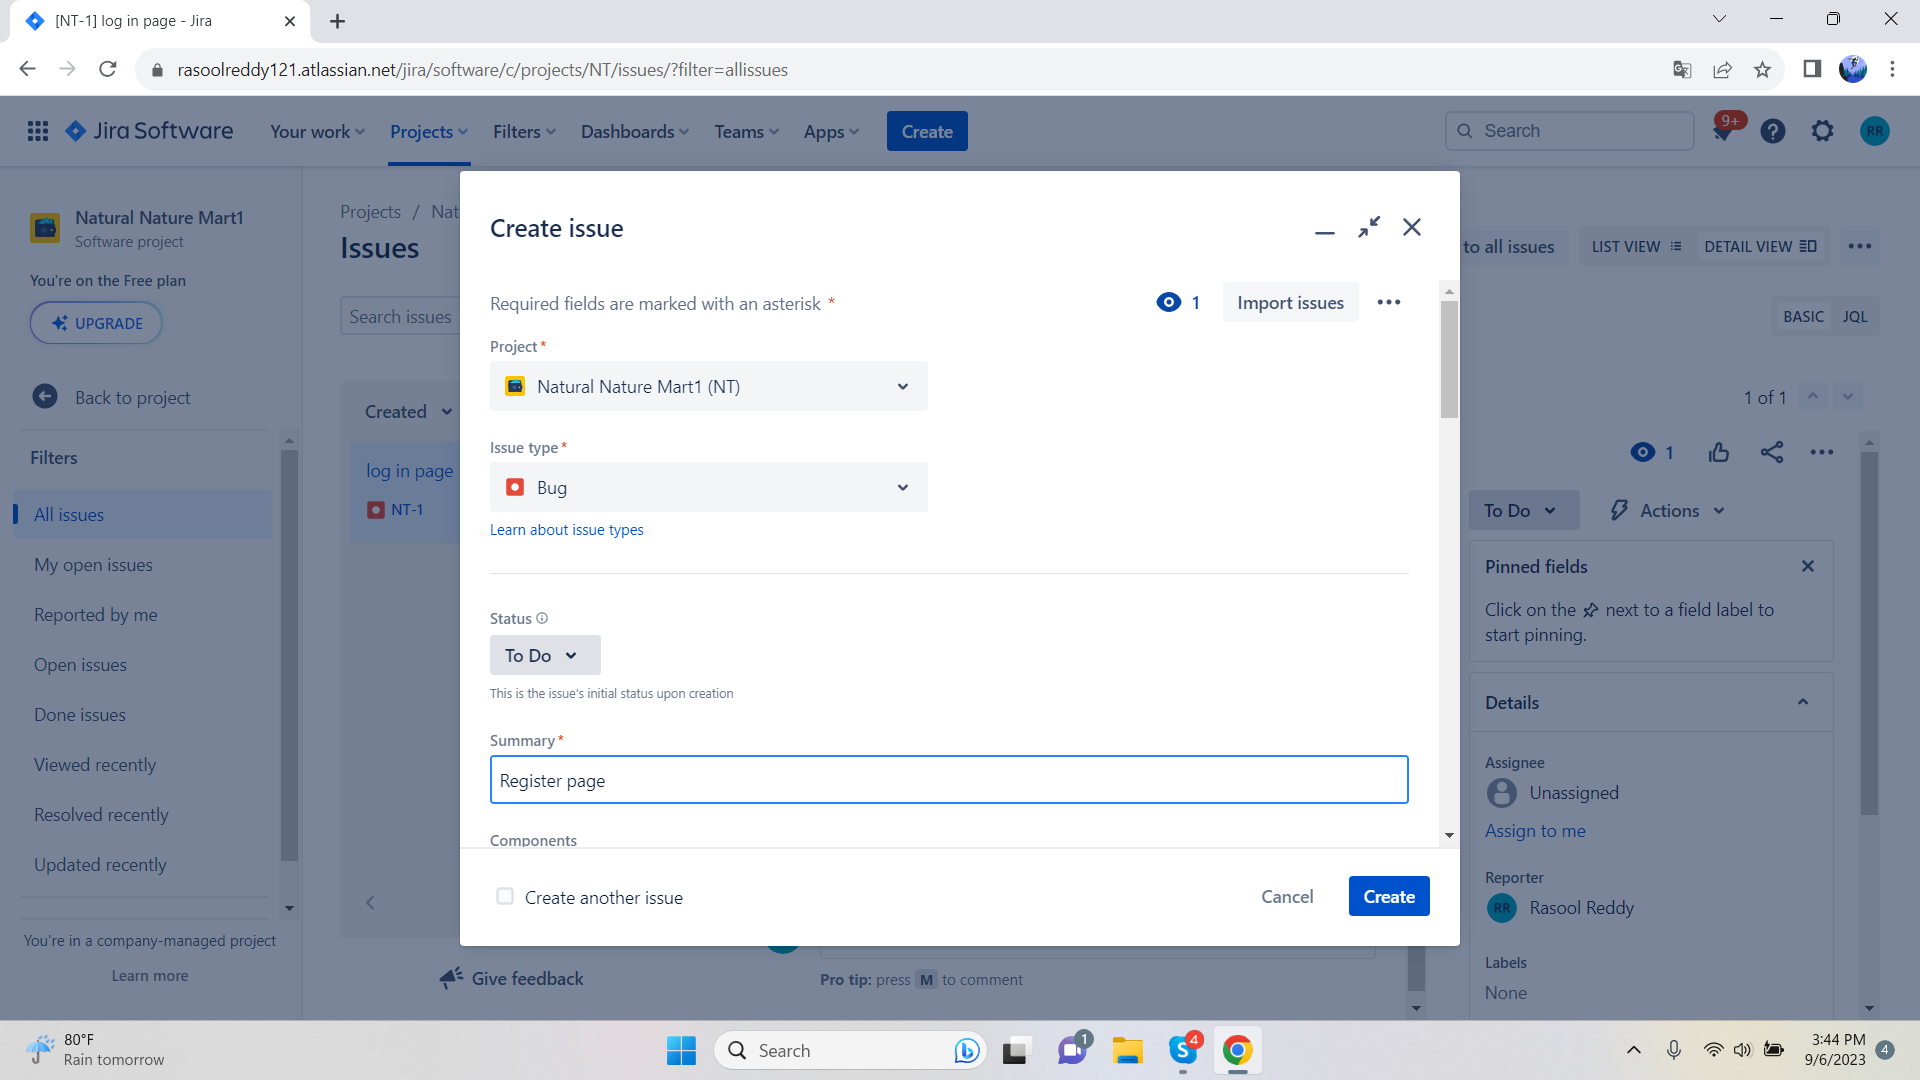 [NT-1] log in page - Jira
rasoolreddy121.atlassian.net/jira/software/c/projects/NT/issues/?filter=allissues
Jira Software Your work Projects Filters Dashboards Teams Apps Create Search 9+ RR
Natural Nature Mart1
Software project
You're on the Free plan
UPGRADE
Back to project
Filters
All issues
My open issues
Reported by me
Open issues
Done issues
Viewed recently
Resolved recently
Updated recently
You're in a company-managed project
Learn more
Projects / Nat
Issues
Search issues
Created
log in page
NT-1
Give feedback
Create issue
Required fields are marked with an asterisk *
1 Import issues
Project *
Natural Nature Mart1 (NT)
Issue type *
Bug
Learn about issue types
Status
To Do
This is the issue's initial status upon creation
Summary *
Register page
Components
Create another issue Cancel Create
Pro tip: press M to comment
to all issues LIST VIEW DETAIL VIEW
BASIC JQL
1 of 1
1
To Do Actions
Pinned fields
Click on the next to a field label to
start pinning.
Details
Assignee
Unassigned
Assign to me
Reporter
RR Rasool Reddy
Labels
None
80°F
Rain tomorrow
Search
1
4
3:44 PM
9/6/2023
4